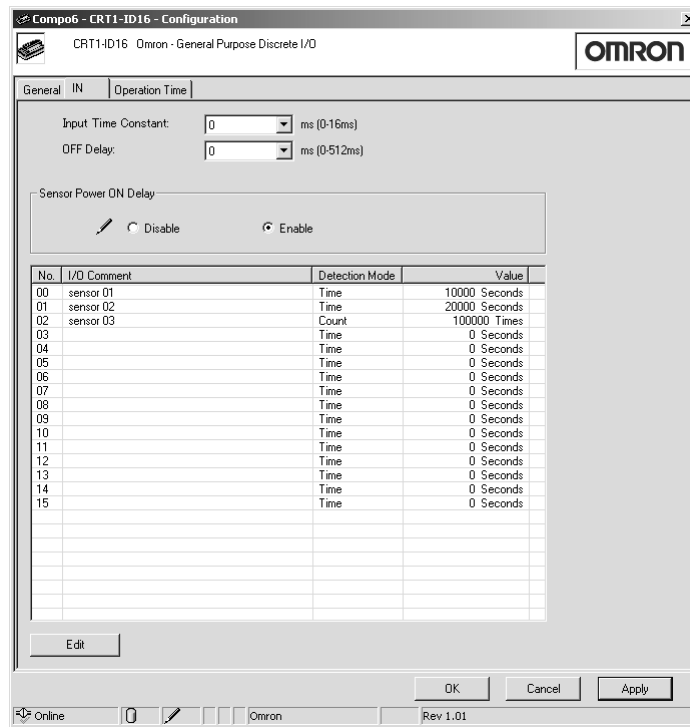 Compo6 - CRT1-ID16 - Configuration
CRT1-ID16 Omron - General Purpose Discrete I/O
OMRON
General IN Operation Time
Input Time Constant: 0 ms (0-16ms)
OFF Delay: 0 ms (0-512ms)
Sensor Power ON Delay
Disable Enable
No. I/O Comment Detection Mode Value
00 sensor 01 Time 10000 Seconds
01 sensor 02 Time 20000 Seconds
02 sensor 03 Count 100000 Times
03 Time 0 Seconds
04 Time 0 Seconds
05 Time 0 Seconds
06 Time 0 Seconds
07 Time 0 Seconds
08 Time 0 Seconds
09 Time 0 Seconds
10 Time 0 Seconds
11 Time 0 Seconds
12 Time 0 Seconds
13 Time 0 Seconds
14 Time 0 Seconds
15 Time 0 Seconds
Edit
OK Cancel Apply
Online Omron Rev 1.01